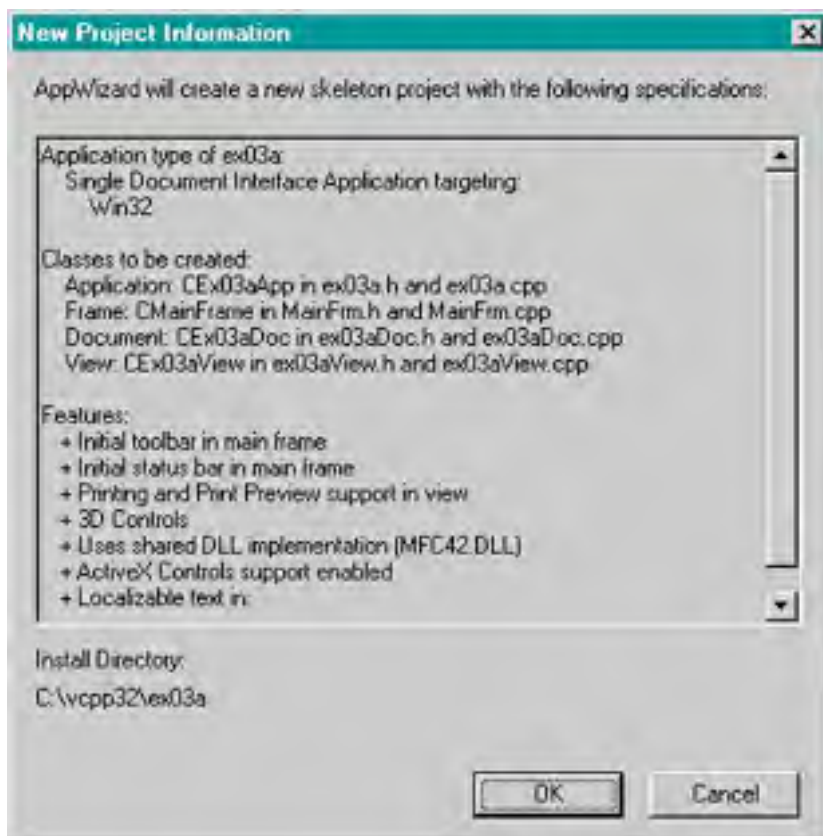 New Project Information
AppWizard will create a new skeleton project with the following specifications:
Application type of ex03a:
Single Document Interface Application targeting:
Win32
Classes to be created:
Application: CEx03aApp in ex03a.h and ex03a.cpp
Frame: CMainFrame in MainFrm.h and MainFrm.cpp
Document: CEx03aDoc in ex03aDoc.h and ex03aDoc.cpp
View: CEx03aView in ex03aView.h and ex03aView.cpp
Features:
+ Initial toolbar in main frame
+ Initial status bar in main frame
+ Printing and Print Preview support in view
+ 3D Controls
+ Uses shared DLL implementation (MFC42.DLL)
+ ActiveX Controls support enabled
+ Localizable text in:
Install Directory:
C:\vcpp32\ex03a
OK
Cancel